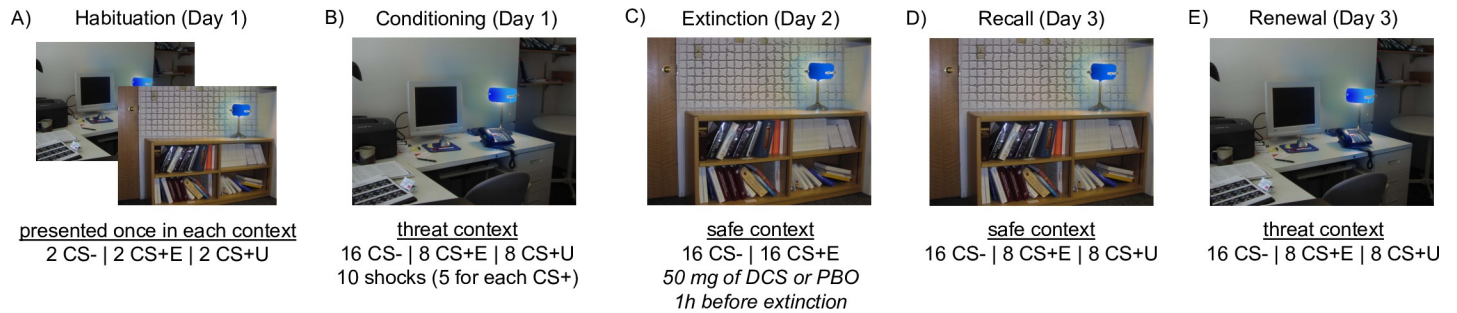 A) Habituation (Day 1)
presented once in each context
2 CS- | 2 CS+E | 2 CS+U
B) Conditioning (Day 1)
threat context
16 CS- | 8 CS+E | 8 CS+U
10 shocks (5 for each CS+)
C) Extinction (Day 2)
safe context
16 CS- | 16 CS+E
50 mg of DCS or PBO
1h before extinction
D) Recall (Day 3)
safe context
16 CS- | 8 CS+E | 8 CS+U
E) Renewal (Day 3)
threat context
16 CS- | 8 CS+E | 8 CS+U